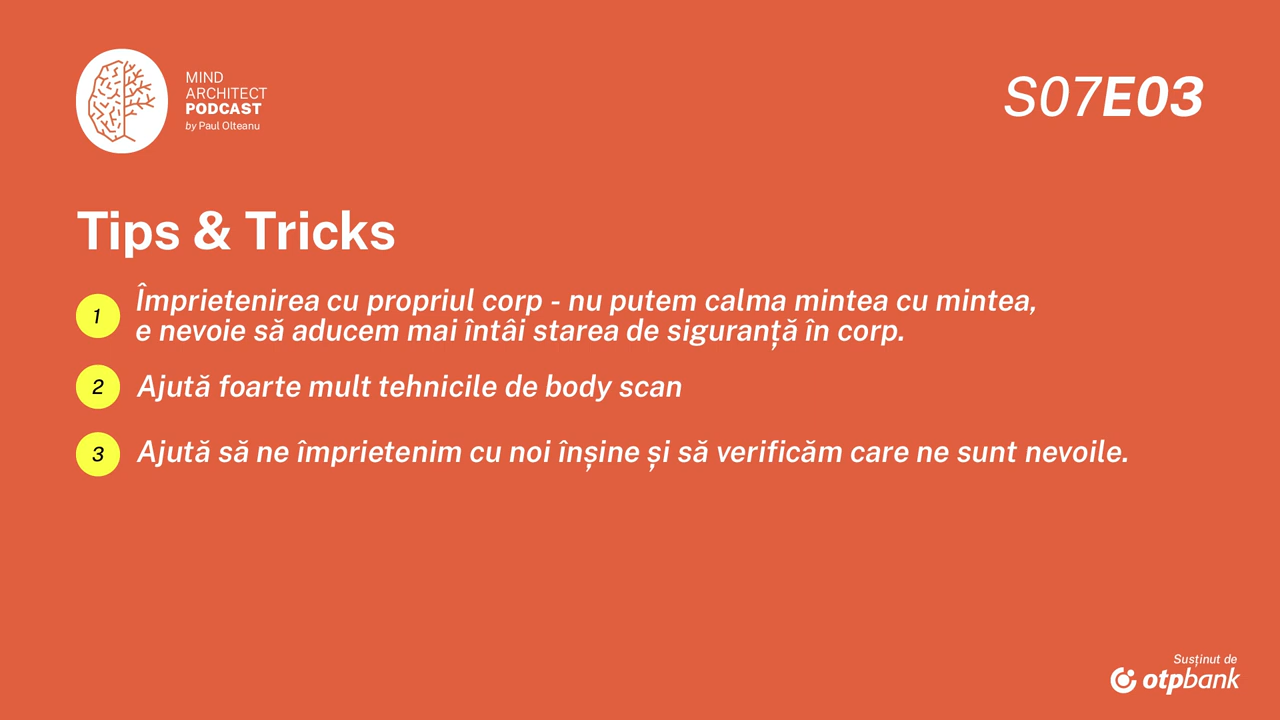 MIND
ARCHITECT
PODCAST
by Paul Olteanu
S07E03
Tips & Tricks
1
Împrietenirea cu propriul corp - nu putem calma mintea cu mintea,
e nevoie să aducem mai întâi starea de siguranță în corp.
2
Ajută foarte mult tehnicile de body scan
3
Ajută să ne împrietenim cu noi înșine și să verificăm care ne sunt nevoile.
Susținut de
otpbank